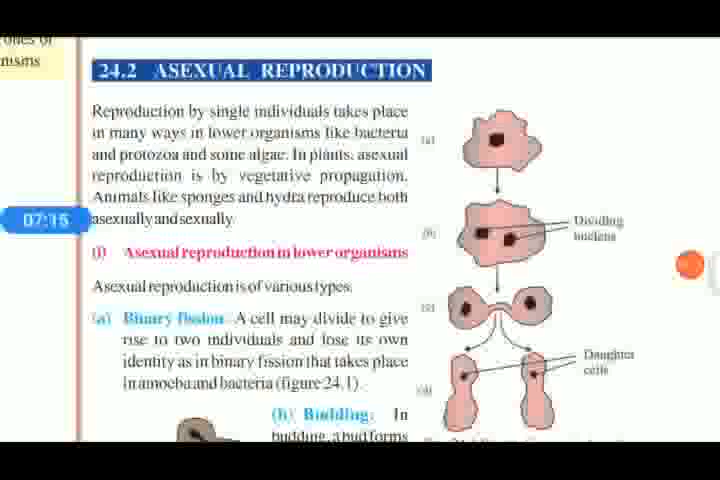 ones of
nisms
24.2 ASEXUAL REPRODUCTION
Reproduction by single individuals takes place
in many ways in lower organisms like bacteria
and protozoa and some algae. In plants, asexual
reproduction is by vegetative propagation.
Animals like sponges and hydra reproduce both
asexually and sexually.
07:15
(i) Asexual reproduction in lower organisms
Asexual reproduction is of various types.
(a) Binary fission: A cell may divide to give
rise to two individuals and lose its own
identity as in binary fission that takes place
in amoeba and bacteria (figure 24.1).
(b) Budding: In
budding, a bud forms
(a)
(b)
Dividing
nucleus
(c)
Daughter
cells
(d)